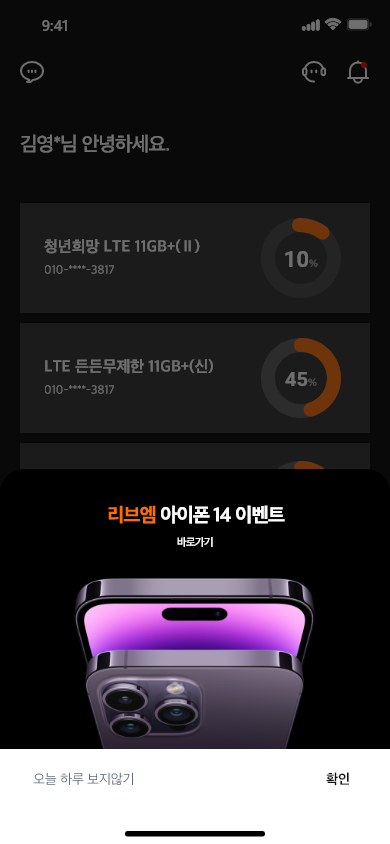 9:41
김영*님 안녕하세요.
청년희망 LTE 11GB+(Ⅱ)
010-****-3817
10%
LTE 든든무제한 11GB+(신)
010-****-3817
45%
리브엠 아이폰 14 이벤트
바로가기
오늘 하루 보지않기
확인